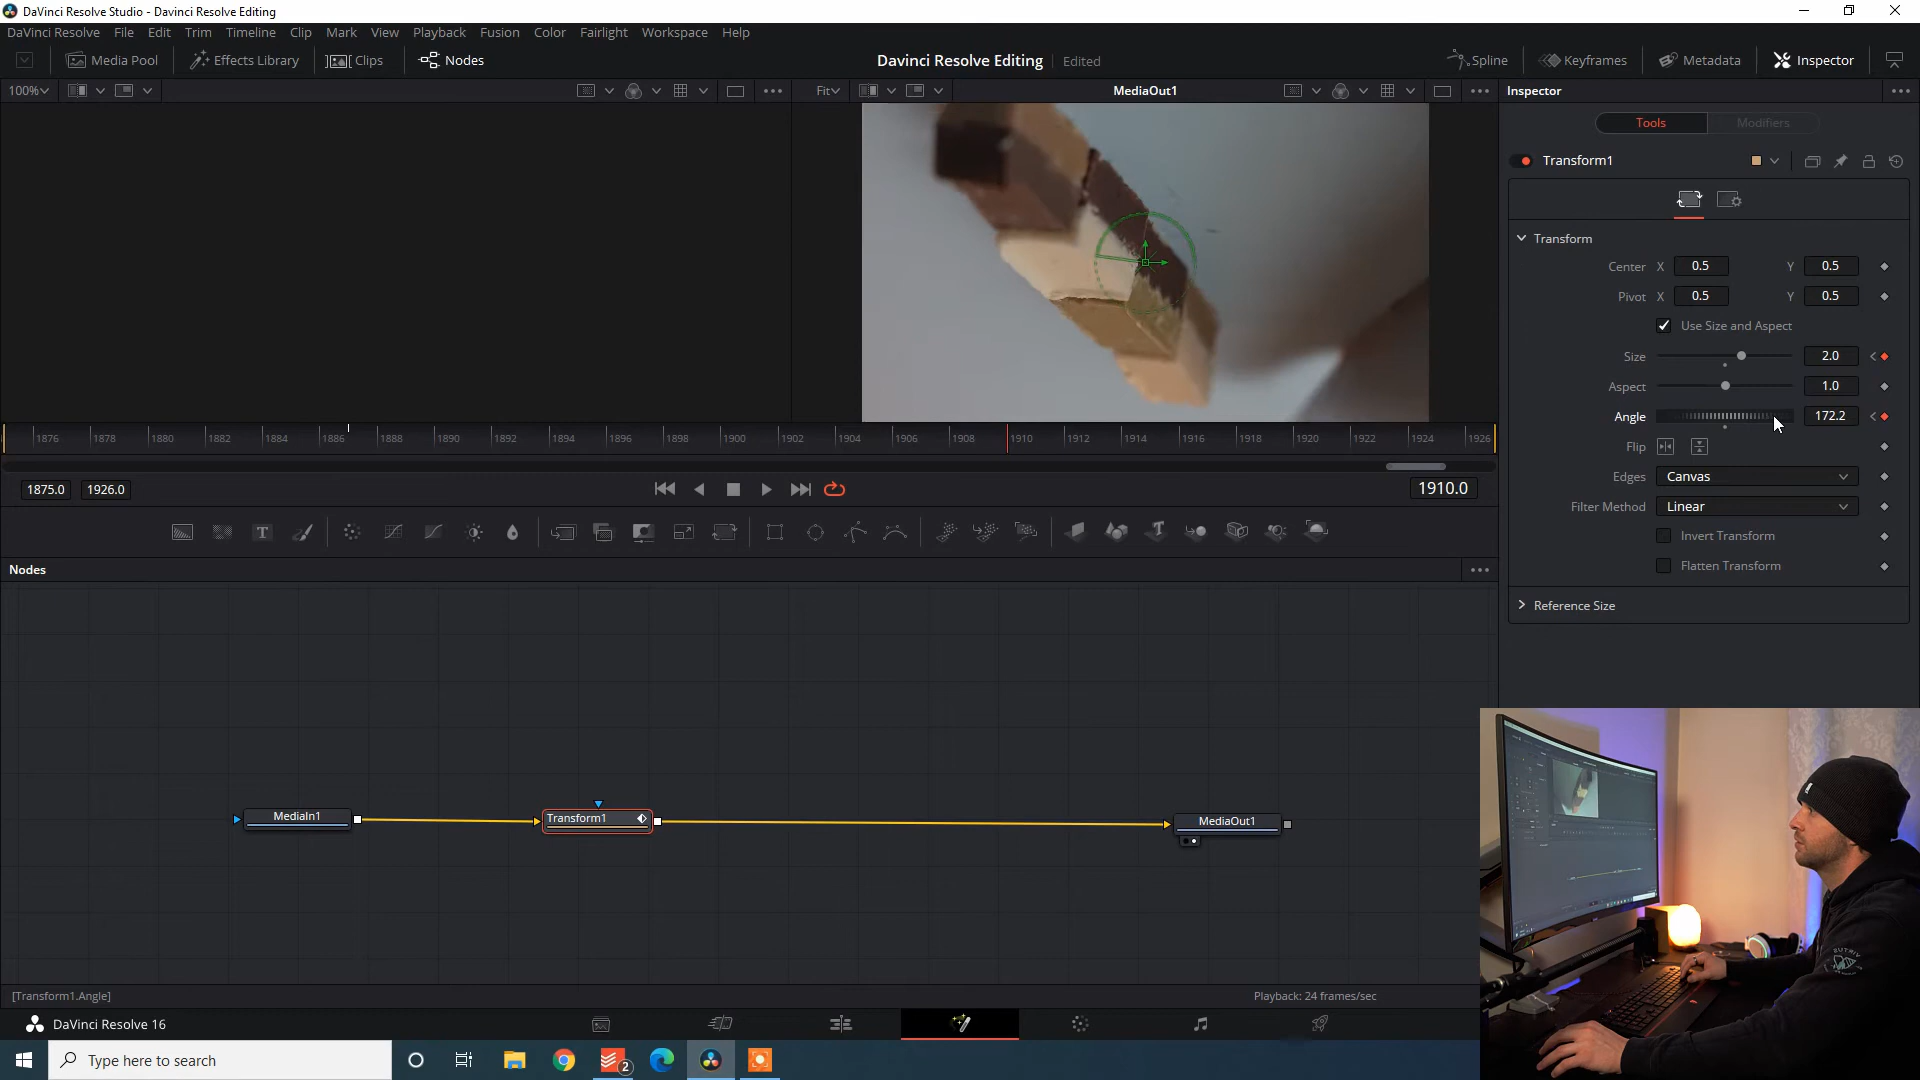 DaVinci Resolve Studio - Davinci Resolve Editing
DaVinci Resolve File Edit Trim Timeline Clip Mark View Playback Fusion Color Fairlight Workspace Help
Media Pool Effects Library Clips Nodes Davinci Resolve Editing Edited Spline Keyframes Metadata Inspector
100% Fit MediaOut1 Inspector
Tools Modifiers
Transform1
Transform
Center X 0.5 Y 0.5
Pivot X 0.5 Y 0.5
Use Size and Aspect
Size 2.0
Aspect 1.0
Angle 172.2
Flip
Edges Canvas
Filter Method Linear
Invert Transform
Flatten Transform
Reference Size
1876 1878 1880 1882 1884 1886 1888 1890 1892 1894 1896 1898 1900 1902 1904 1906 1908 1910 1912 1914 1916 1918 1920 1922 1924 1926
1875.0 1926.0 1910.0
T
T
Nodes
MediaIn1 Transform1 MediaOut1
[Transform1.Angle] Playback: 24 frames/sec
DaVinci Resolve 16
Type here to search
2